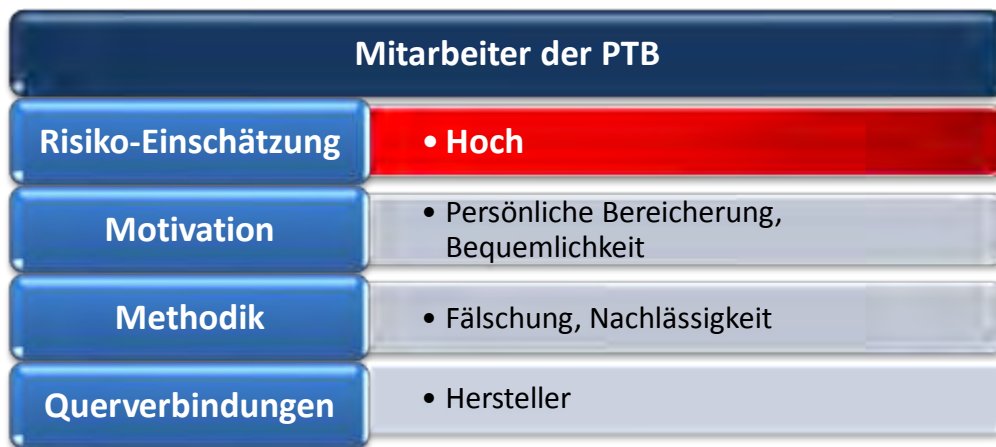 Mitarbeiter der PTB
Risiko-Einschätzung
• Hoch
Motivation
• Persönliche Bereicherung,
Bequemlichkeit
Methodik
• Fälschung, Nachlässigkeit
Querverbindungen
• Hersteller